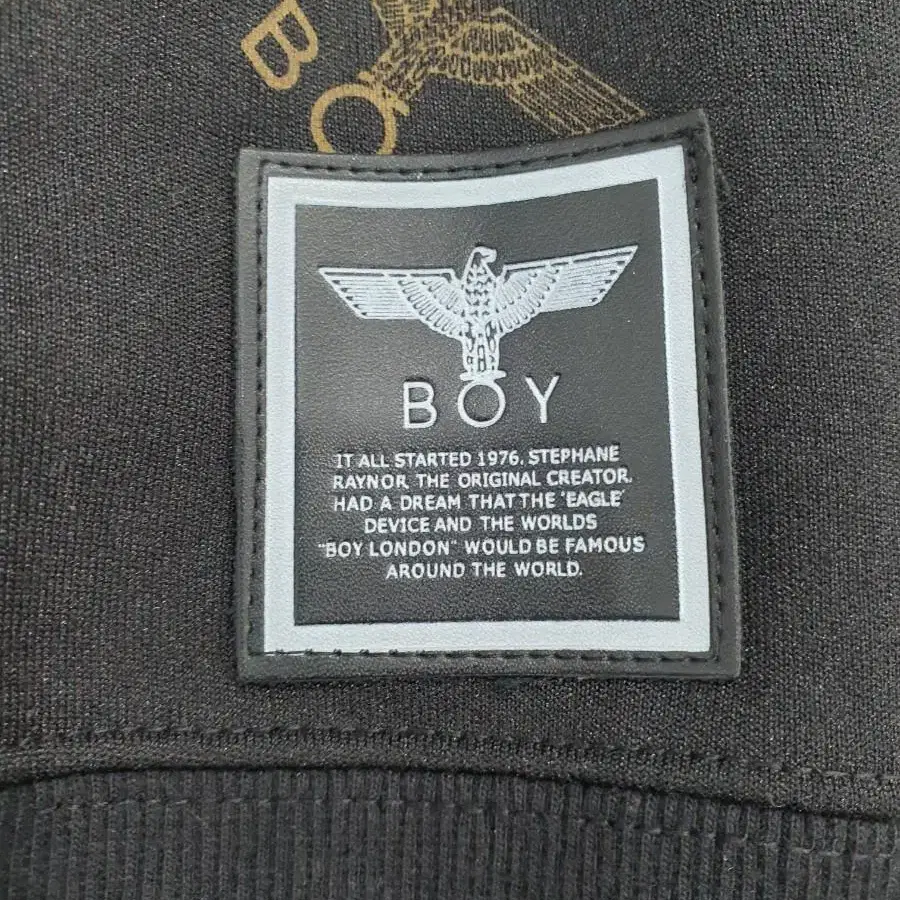 BO
BOY
IT ALL STARTED 1976. STEPHANE
RAYNOR THE ORIGINAL CREATOR.
HAD A DREAM THAT THE 'EAGLE'
DEVICE AND THE WORLDS
"BOY LONDON" WOULD BE FAMOUS
AROUND THE WORLD.